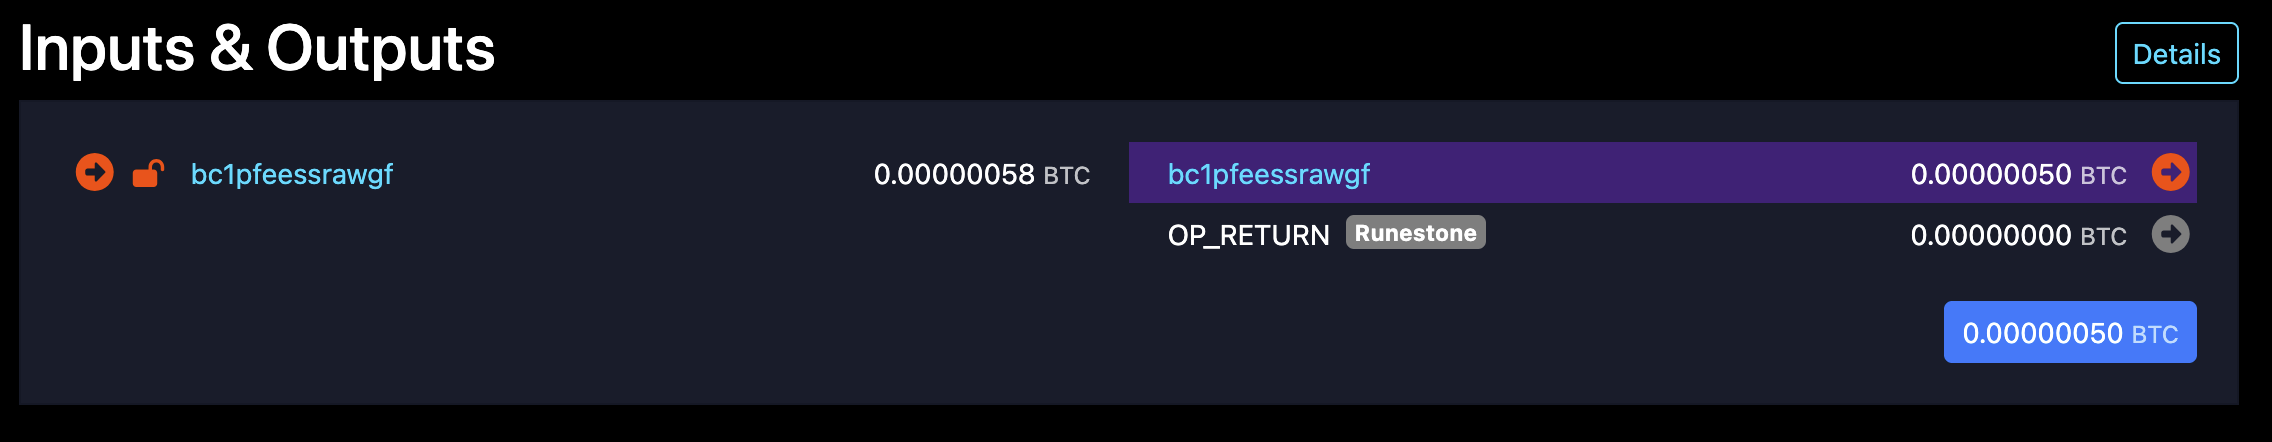 Inputs & Outputs
Details
bc1pfeessrawgf 0.00000058 BTC
bc1pfeessrawgf 0.00000050 BTC
OP_RETURN Runestone 0.00000000 BTC
0.00000050 BTC